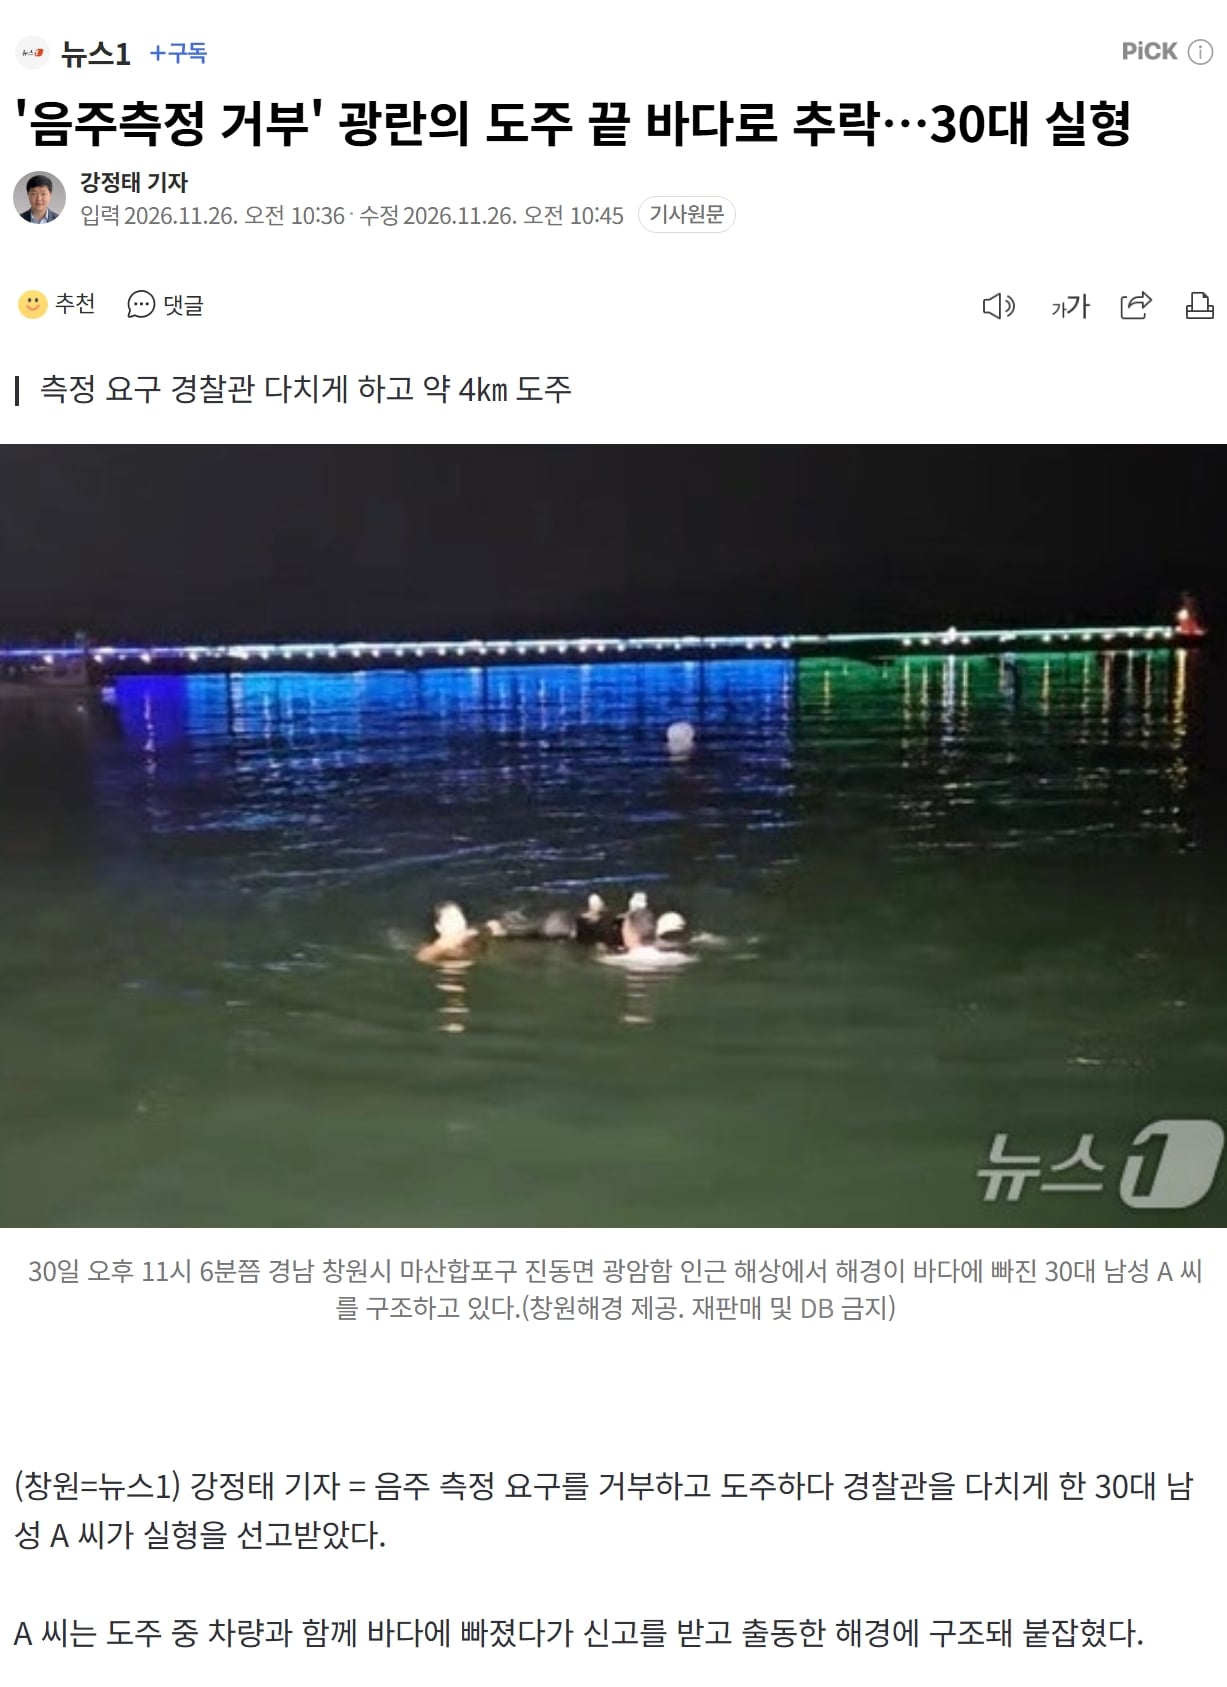 뉴스1 +구독
PiCK
'음주측정 거부' 광란의 도주 끝 바다로 추락…30대 실형
강정태 기자
입력 2026.11.26. 오전 10:36 · 수정 2026.11.26. 오전 10:45 기사원문
추천 댓글
가가
측정 요구 경찰관 다치게 하고 약 4㎞ 도주
뉴스1
30일 오후 11시 6분쯤 경남 창원시 마산합포구 진동면 광암함 인근 해상에서 해경이 바다에 빠진 30대 남성 A 씨
를 구조하고 있다.(창원해경 제공. 재판매 및 DB 금지)
(창원=뉴스1) 강정태 기자 = 음주 측정 요구를 거부하고 도주하다 경찰관을 다치게 한 30대 남
성 A 씨가 실형을 선고받았다.
A 씨는 도주 중 차량과 함께 바다에 빠졌다가 신고를 받고 출동한 해경에 구조돼 붙잡혔다.